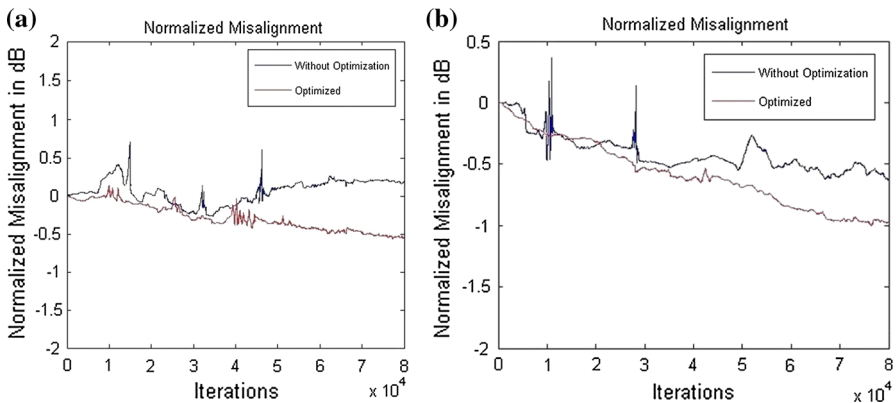 (a)
Normalized Misalignment
Normalized Misalignment in dB
2
1.5
1
0.5
0
-0.5
-1
-1.5
-2
Without Optimization
Optimized
0 1 2 3 4 5 6 7 8
Iterations
x 10^4
(b)
Normalized Misalignment
Normalized Misalignment in dB
0.5
0
-0.5
-1
-1.5
-2
Without Optimization
Optimized
0 1 2 3 4 5 6 7 8
Iterations
x 10^4